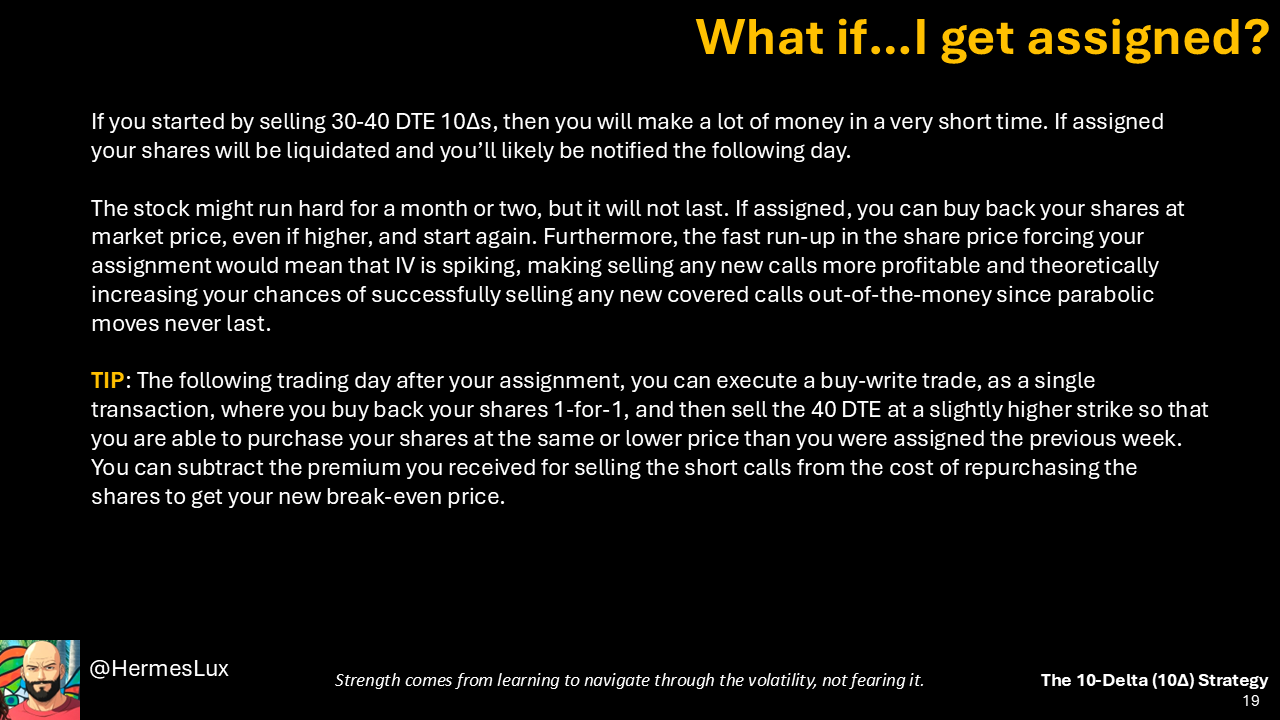 What if...I get assigned?
If you started by selling 30-40 DTE 10Δs, then you will make a lot of money in a very short time. If assigned
your shares will be liquidated and you’ll likely be notified the following day.
The stock might run hard for a month or two, but it will not last. If assigned, you can buy back your shares at
market price, even if higher, and start again. Furthermore, the fast run-up in the share price forcing your
assignment would mean that IV is spiking, making selling any new calls more profitable and theoretically
increasing your chances of successfully selling any new covered calls out-of-the-money since parabolic
moves never last.
TIP: The following trading day after your assignment, you can execute a buy-write trade, as a single
transaction, where you buy back your shares 1-for-1, and then sell the 40 DTE at a slightly higher strike so that
you are able to purchase your shares at the same or lower price than you were assigned the previous week.
You can subtract the premium you received for selling the short calls from the cost of repurchasing the
shares to get your new break-even price.
@HermesLux
Strength comes from learning to navigate through the volatility, not fearing it.
The 10-Delta (10Δ) Strategy
19